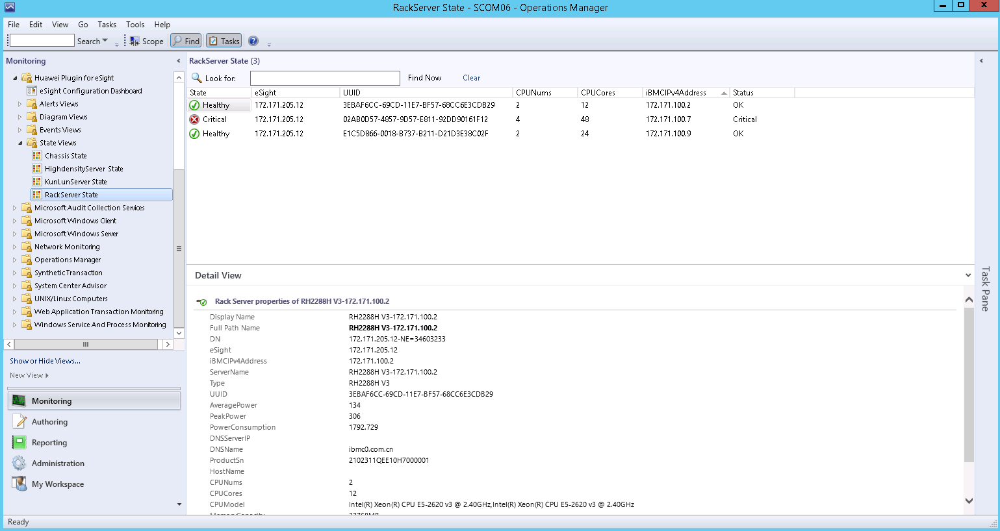 RackServer State - SCOM06 - Operations Manager
File Edit View Go Tasks Tools Help
Search Scope Find Tasks
Monitoring
Huawei Plugin for eSight
eSight Configuration Dashboard
Alerts Views
Diagram Views
Events Views
State Views
Chassis State
HighdensityServer State
KunLunServer State
RackServer State
Microsoft Audit Collection Services
Microsoft Windows Client
Microsoft Windows Server
Network Monitoring
Operations Manager
Synthetic Transaction
System Center Advisor
UNIX/Linux Computers
Web Application Transaction Monitoring
Windows Service And Process Monitoring
Show or Hide Views...
New View
Monitoring
Authoring
Reporting
Administration
My Workspace
RackServer State (3)
Look for: Find Now Clear
State eSight UUID CPUNums CPUCores iBMCIPv4Address Status
Healthy 172.171.205.12 3EBAF6CC-69CD-11E7-BF57-68CC6E3CDB29 2 12 172.171.100.2 OK
Critical 172.171.205.12 02AB0D57-4857-9D57-E811-92DD90161F12 4 48 172.171.100.7 Critical
Healthy 172.171.205.12 E1C5D866-0018-B737-B211-D21D3E38C02F 2 24 172.171.100.9 OK
Detail View
Rack Server properties of RH2288H V3-172.171.100.2
Display Name RH2288H V3-172.171.100.2
Full Path Name RH2288H V3-172.171.100.2
DN 172.171.205.12-NE=34603233
eSight 172.171.205.12
iBMCIPv4Address 172.171.100.2
ServerName RH2288H V3-172.171.100.2
Type RH2288H V3
UUID 3EBAF6CC-69CD-11E7-BF57-68CC6E3CDB29
AveragePower 134
PeakPower 306
PowerConsumption 1792.729
DNSServerIP
DNSName ibmc0.com.cn
ProductSn 2102311QEE10H7000001
HostName
CPUNums 2
CPUCores 12
CPUModel Intel(R) Xeon(R) CPU E5-2620 v3 @ 2.40GHz,Intel(R) Xeon(R) CPU E5-2620 v3 @ 2.40GHz
MemoryCapacity 32768MB
Task Pane
Ready